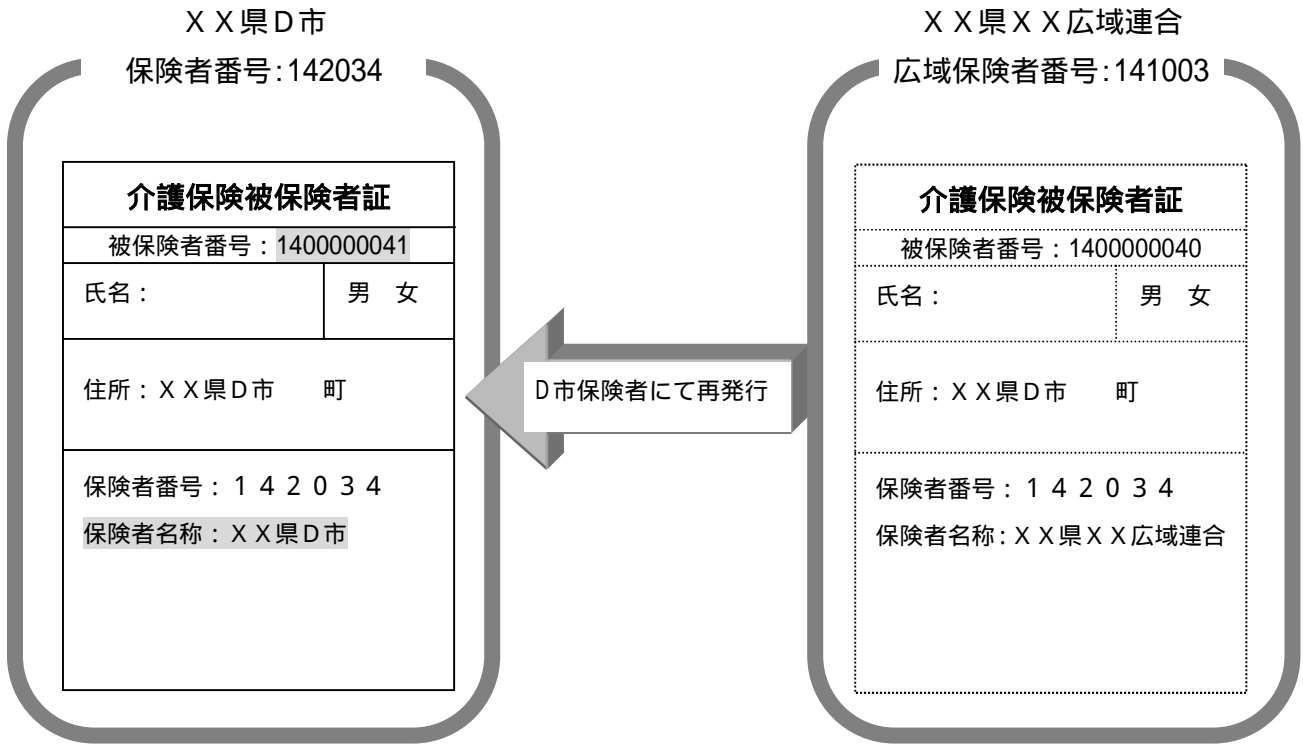 ＸＸ県Ｄ市
保険者番号:142034
介護保険被保険者証
被保険者番号：1400000041
氏名：
男　女
住所：ＸＸ県Ｄ市　　町
保険者番号：１４２０３４
保険者名称：ＸＸ県Ｄ市
D市保険者にて再発行
ＸＸ県ＸＸ広域連合
広域保険者番号:141003
介護保険被保険者証
被保険者番号：1400000040
氏名：
男　女
住所：ＸＸ県Ｄ市　　町
保険者番号：１４２０３４
保険者名称:ＸＸ県ＸＸ広域連合